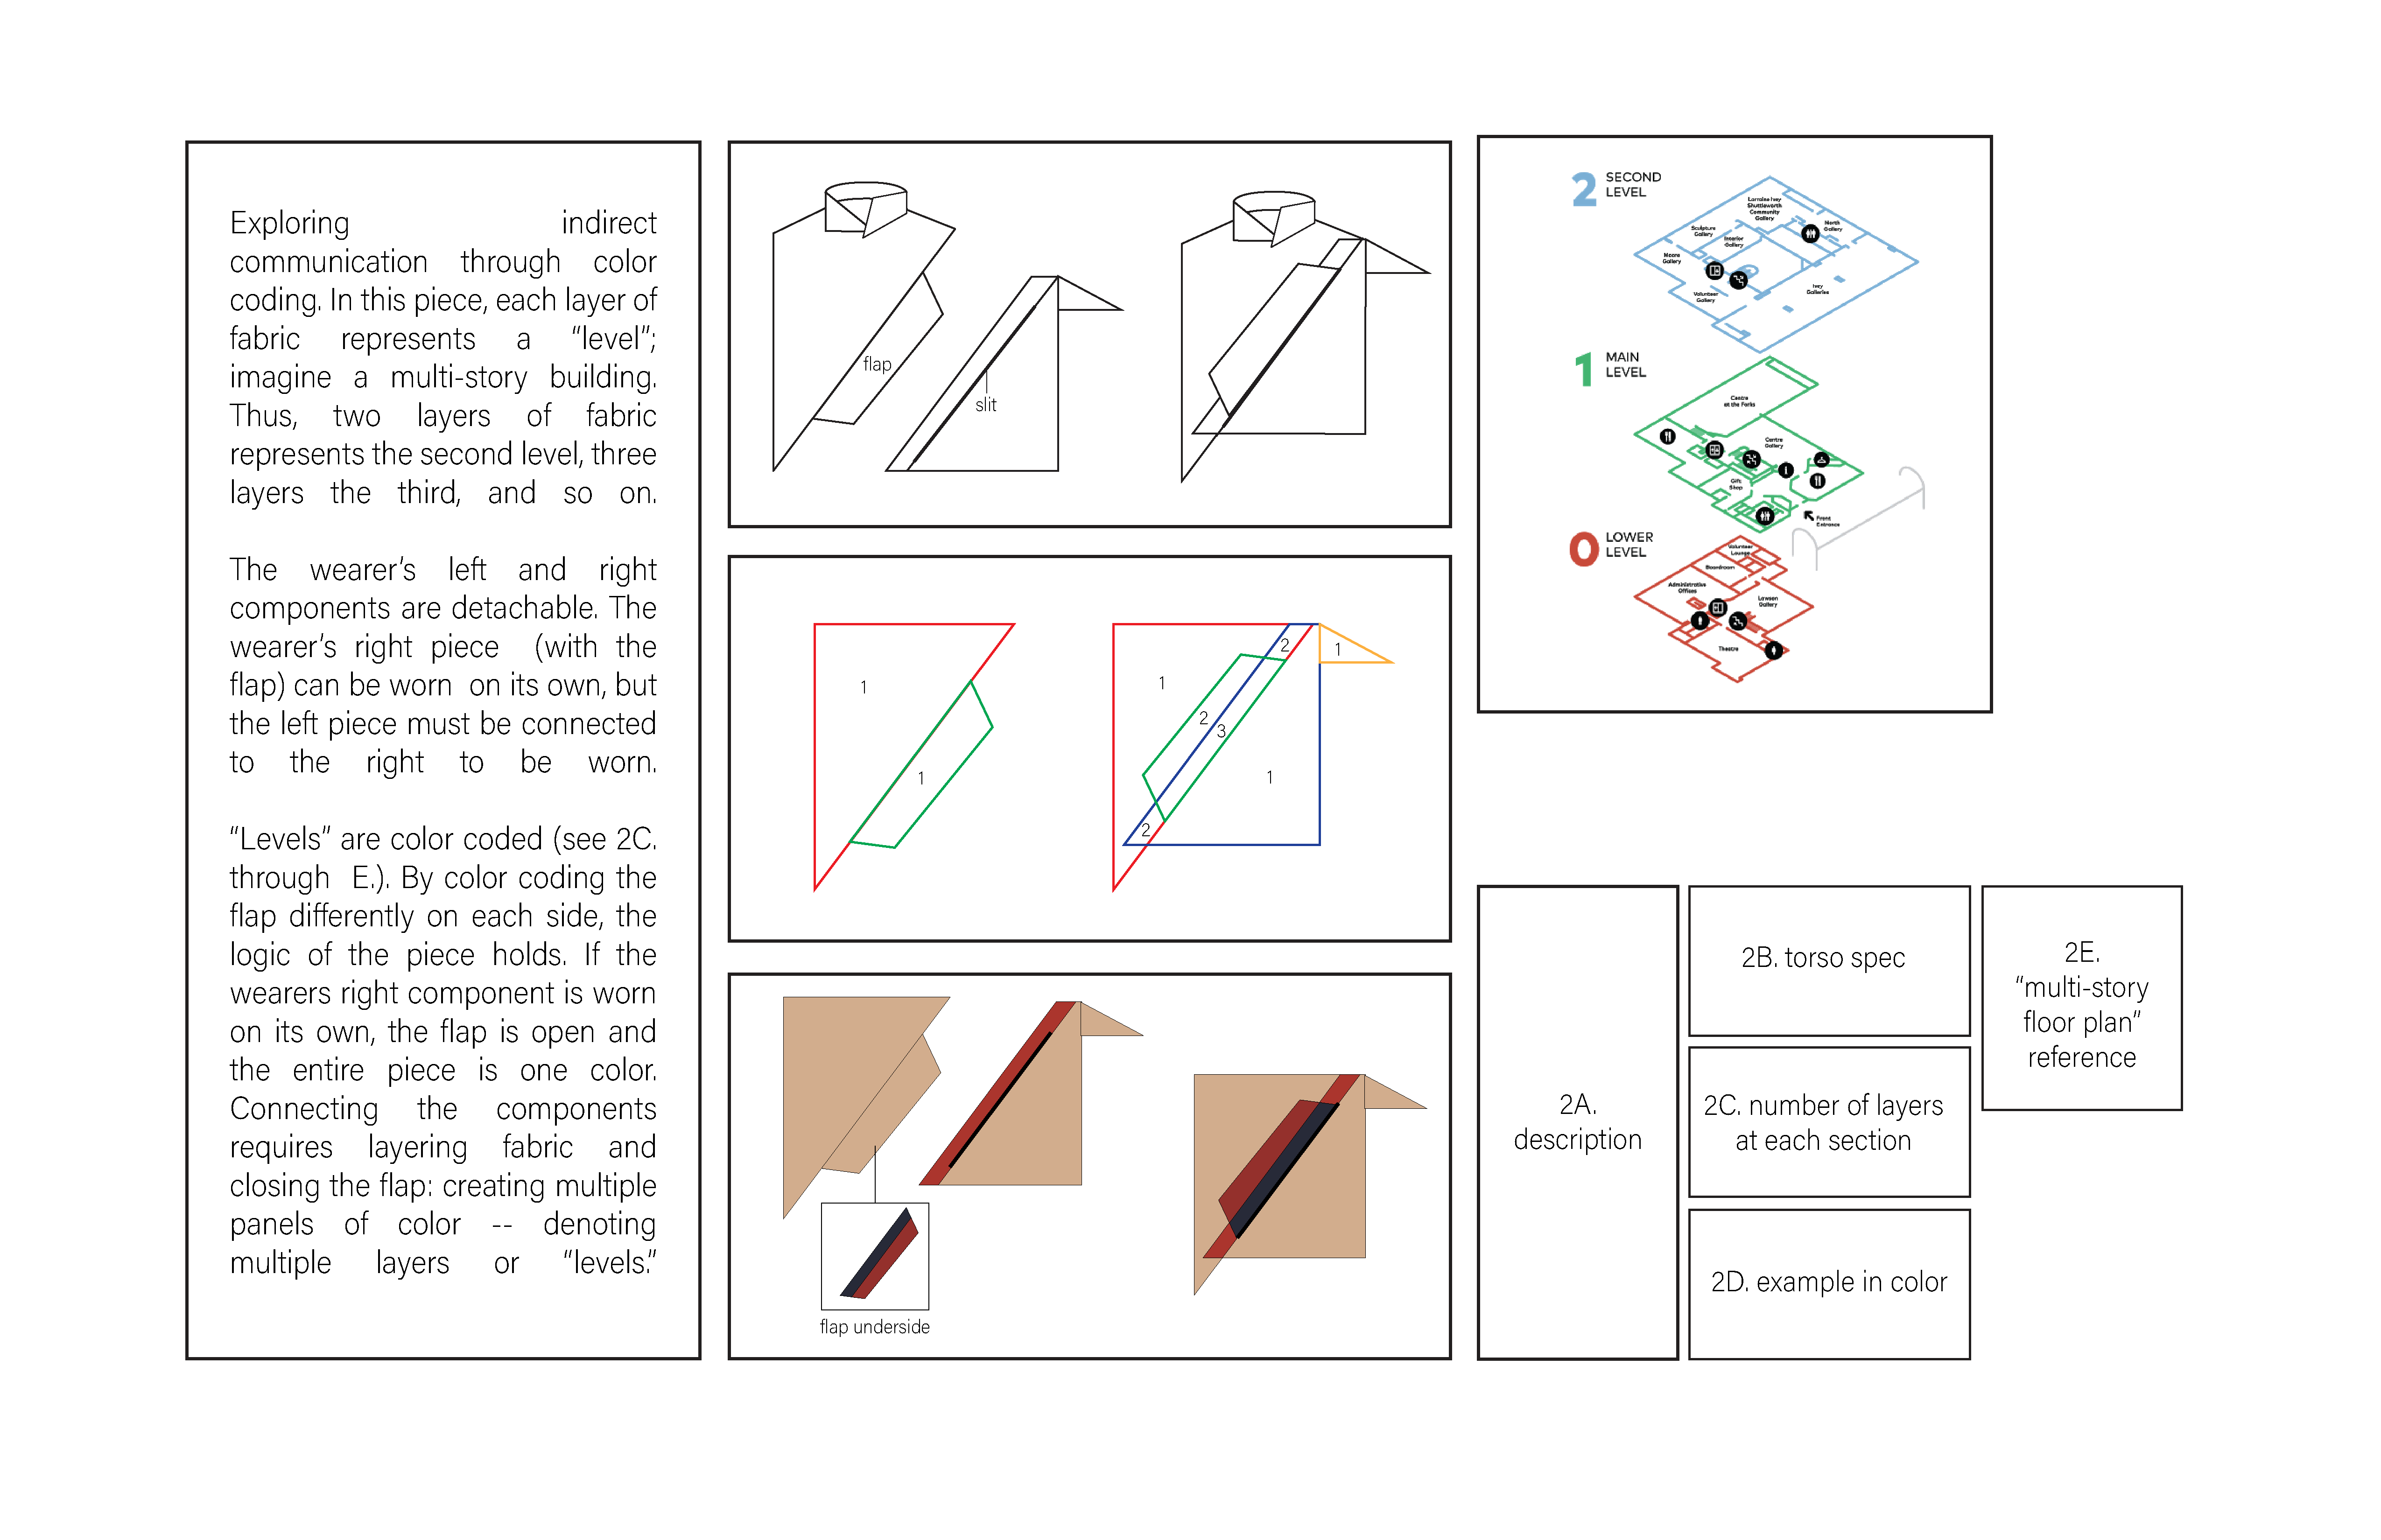 Exploring indirect
communication through color
coding. In this piece, each layer of
fabric represents a “level”;
imagine a multi-story building.
Thus, two layers of fabric
represents the second level, three
layers the third, and so on.
The wearer’s left and right
components are detachable. The
wearer’s right piece (with the
flap) can be worn on its own, but
the left piece must be connected
to the right to be worn.
“Levels” are color coded (see 2C.
through E.). By color coding the
flap differently on each side, the
logic of the piece holds. If the
wearers right component is worn
on its own, the flap is open and
the entire piece is one color.
Connecting the components
requires layering fabric and
closing the flap: creating multiple
panels of color -- denoting
multiple layers or “levels.”
flap
slit
1
1
1
2
2
3
2
1
1
flap underside
2 SECOND
LEVEL
Lorraine Ivey
Shuttleworth
Community
Gallery
North
Gallery
Sculpture
Gallery
Interior
Gallery
Moore
Gallery
Volunteer
Gallery
Ivey
Galleries
1 MAIN
LEVEL
Centre
at the Forks
Centre
Gallery
Gift
Shop
Front
Entrance
0 LOWER
LEVEL
Volunteer
Lounge
Boardroom
Administrative
Offices
Lawson
Gallery
Theatre
2A.
description
2B. torso spec
2C. number of layers
at each section
2D. example in color
2E.
“multi-story
floor plan”
reference